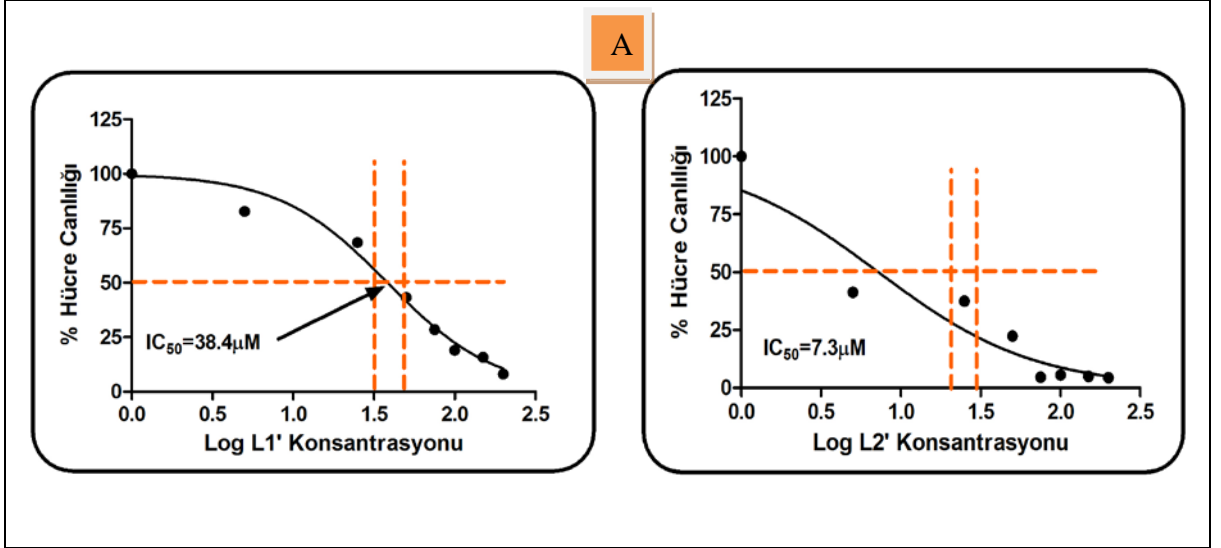 A
125
100
75
50
25
0
% Hücre Canlılığı
IC50=38.4μM
0.0 0.5 1.0 1.5 2.0 2.5
Log L1' Konsantrasyonu
125
100
75
50
25
0
% Hücre Canlılığı
IC50=7.3μM
0.0 0.5 1.0 1.5 2.0 2.5
Log L2' Konsantrasyonu